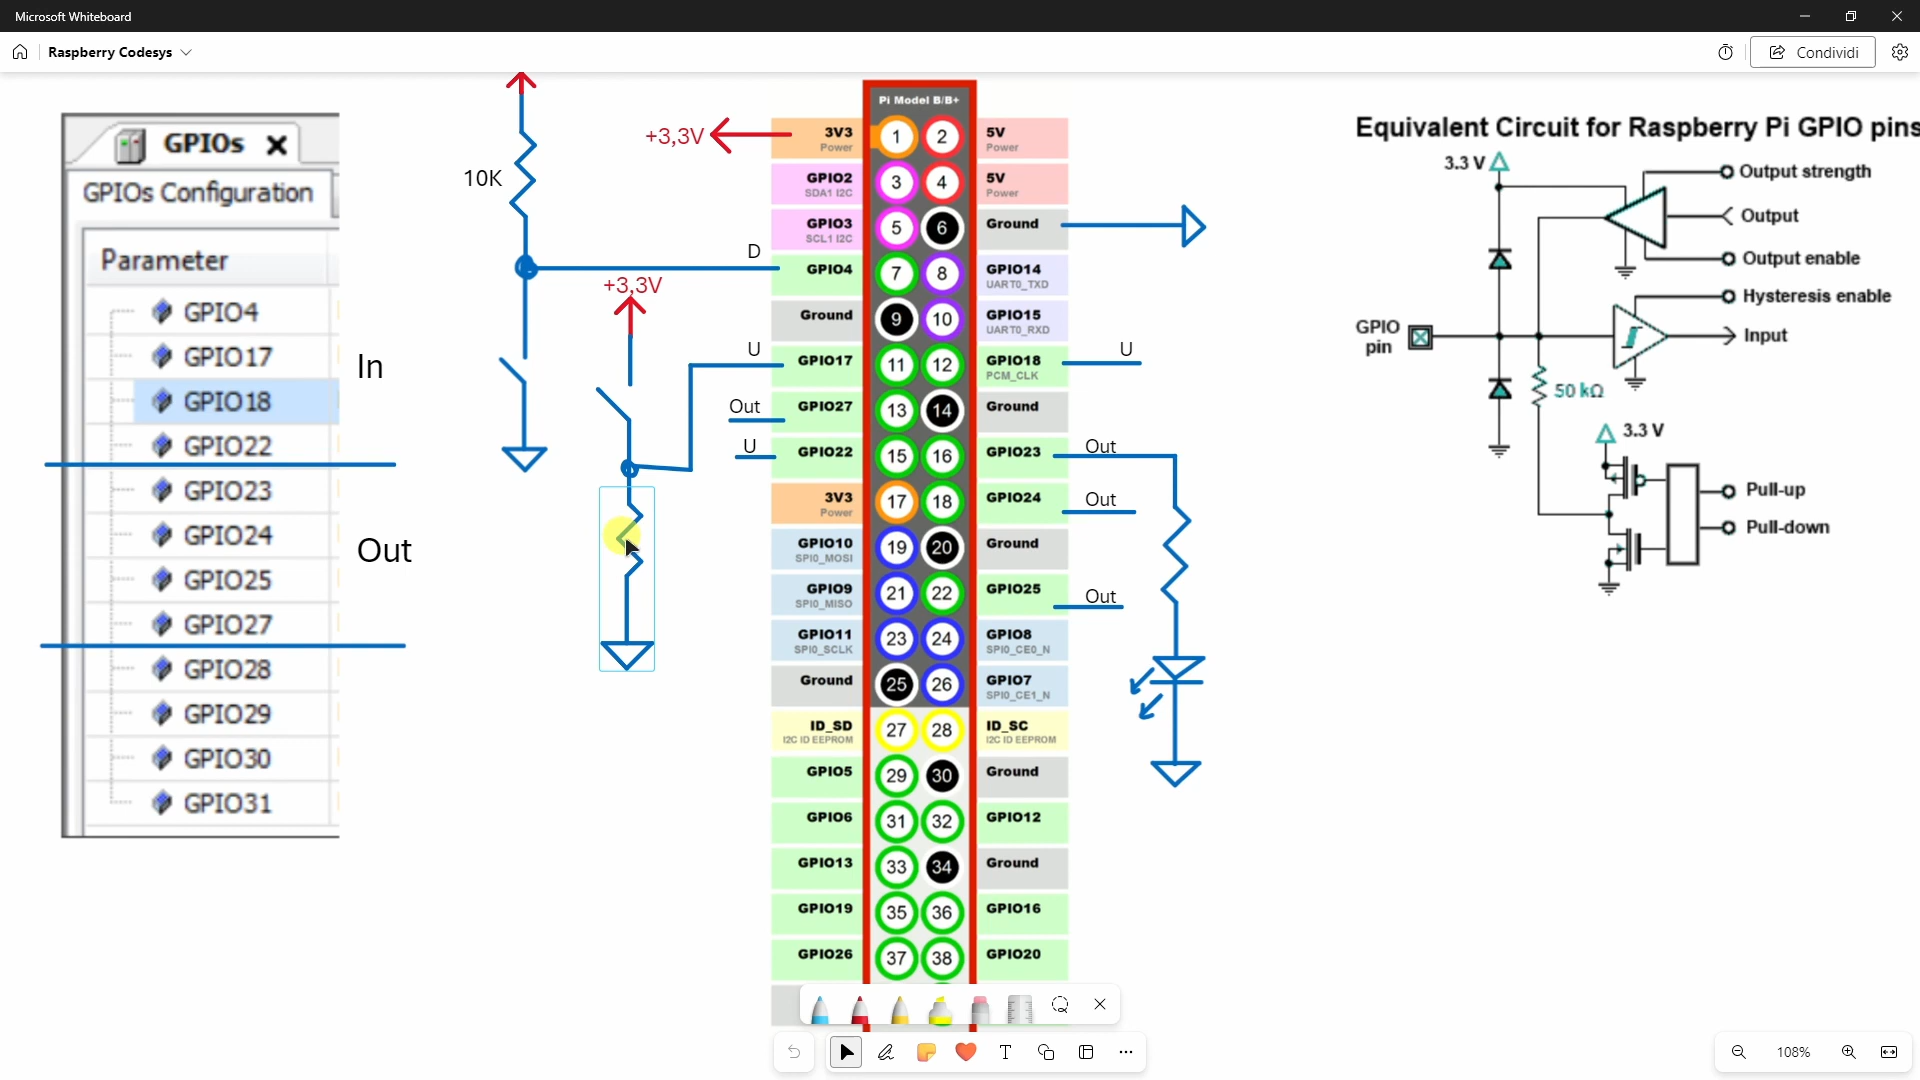 Microsoft Whiteboard
Raspberry Codesys
Condividi
GPIOs
GPIOs Configuration
Parameter
GPIO4
GPIO17
GPIO18
GPIO22
GPIO23
GPIO24
GPIO25
GPIO27
GPIO28
GPIO29
GPIO30
GPIO31
In
Out
10K
+3,3V
+3,3V
D
U
Out
U
Pi Model B/B+
3V3 Power 1 2 5V Power
GPIO2 SDA1 I2C 3 4 5V Power
GPIO3 SCL1 I2C 5 6 Ground
GPIO4 7 8 GPIO14 UART0_TXD
Ground 9 10 GPIO15 UART0_RXD
GPIO17 11 12 GPIO18 PCM_CLK
GPIO27 13 14 Ground
GPIO22 15 16 GPIO23
3V3 Power 17 18 GPIO24
GPIO10 SPI0_MOSI 19 20 Ground
GPIO9 SPI0_MISO 21 22 GPIO25
GPIO11 SPI0_SCLK 23 24 GPIO8 SPI0_CE0_N
Ground 25 26 GPIO7 SPI0_CE1_N
ID_SD I2C ID EEPROM 27 28 ID_SC I2C ID EEPROM
GPIO5 29 30 Ground
GPIO6 31 32 GPIO12
GPIO13 33 34 Ground
GPIO19 35 36 GPIO16
GPIO26 37 38 GPIO20
U
Out
Out
Out
Equivalent Circuit for Raspberry Pi GPIO pins
3.3 V
Output strength
Output
Output enable
Hysteresis enable
GPIO
pin
Input
50 kΩ
3.3 V
Pull-up
Pull-down
108%